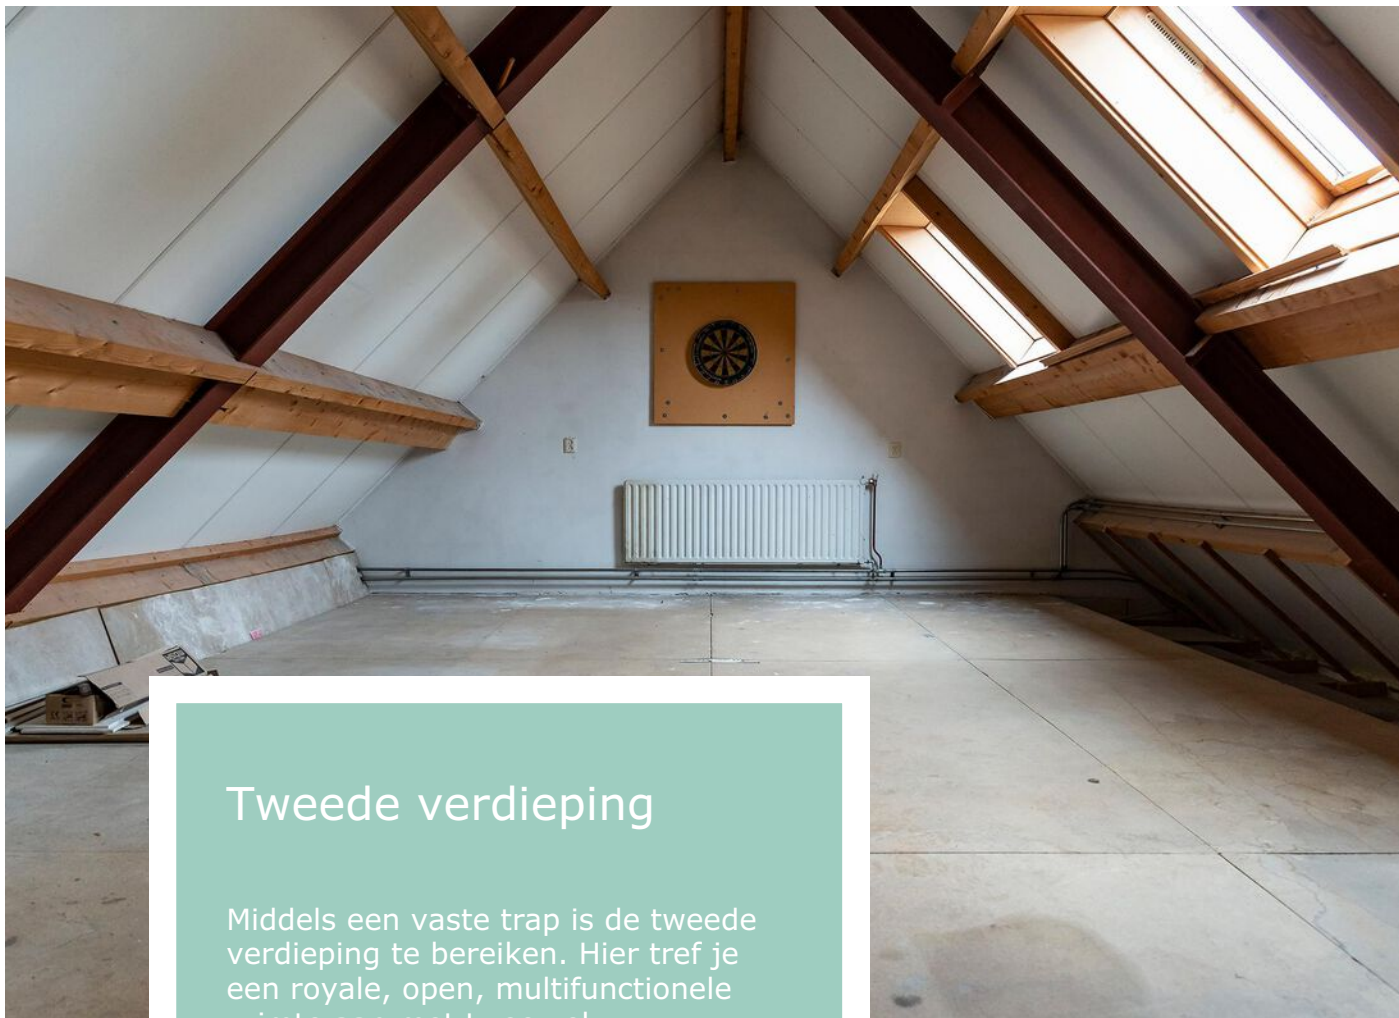 Tweede verdieping
Middels een vaste trap is de tweede
verdieping te bereiken. Hier tref je
een royale, open, multifunctionele